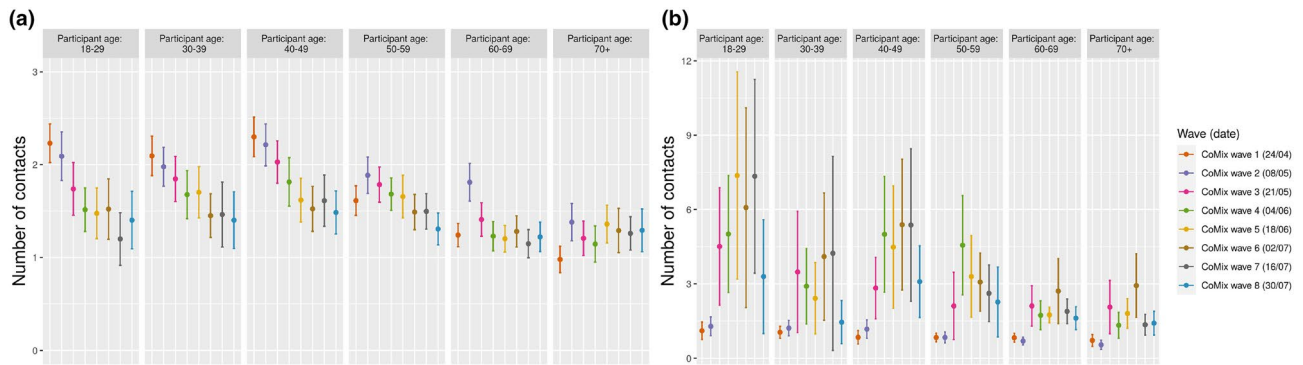 (a)
Participant age: 18-29
Participant age: 30-39
Participant age: 40-49
Participant age: 50-59
Participant age: 60-69
Participant age: 70+
Number of contacts
3
2
1
0
(b)
Participant age: 18-29
Participant age: 30-39
Participant age: 40-49
Participant age: 50-59
Participant age: 60-69
Participant age: 70+
Number of contacts
12
9
6
3
0
Wave (date)
CoMix wave 1 (24/04)
CoMix wave 2 (08/05)
CoMix wave 3 (21/05)
CoMix wave 4 (04/06)
CoMix wave 5 (18/06)
CoMix wave 6 (02/07)
CoMix wave 7 (16/07)
CoMix wave 8 (30/07)